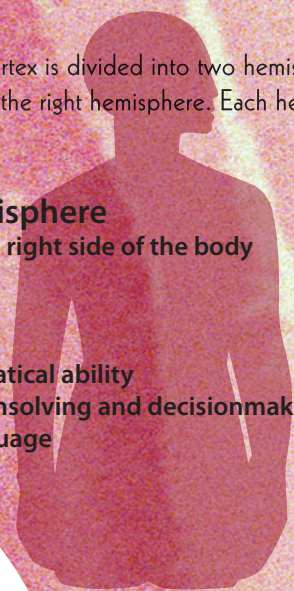 rtex is divided into two hemis
the right hemisphere. Each he
isphere
right side of the body
atical ability
nsolving and decisionmak
uage